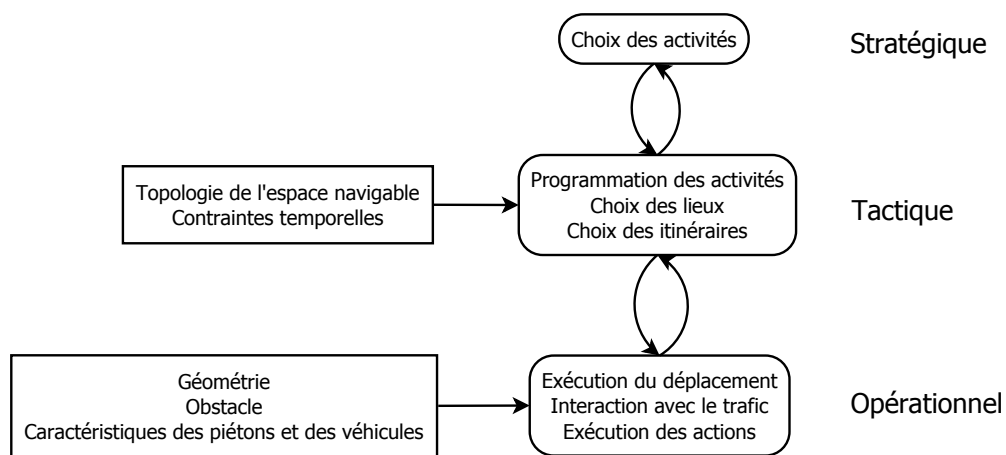 Choix des activités
Stratégique
Topologie de l'espace navigable
Contraintes temporelles
Programmation des activités
Choix des lieux
Choix des itinéraires
Tactique
Géométrie
Obstacle
Caractéristiques des piétons et des véhicules
Exécution du déplacement
Interaction avec le trafic
Exécution des actions
Opérationnel